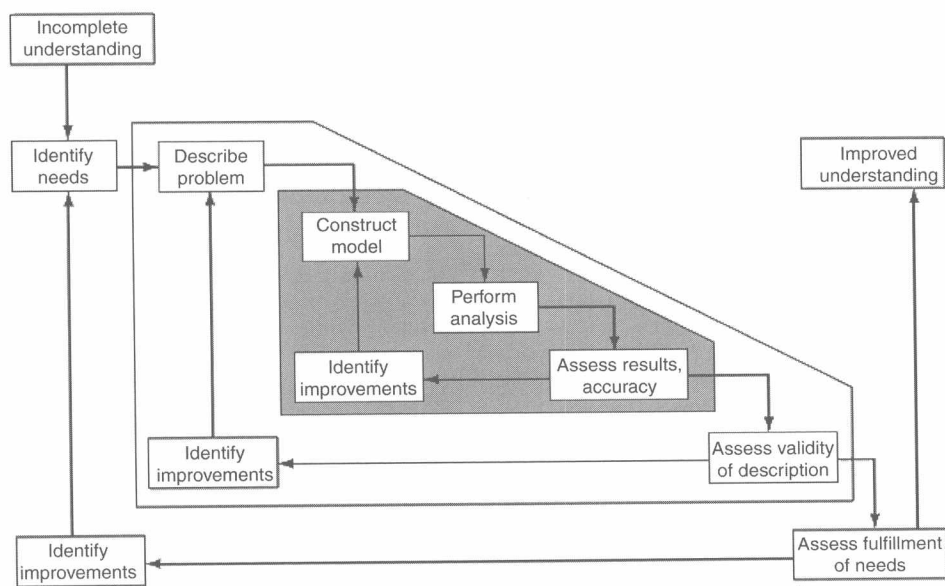 Incomplete
understanding
Identify
needs
Describe
problem
Improved
understanding
Construct
model
Perform
analysis
Identify
improvements
Assess results,
accuracy
Identify
improvements
Assess validity
of description
Identify
improvements
Assess fulfillment
of needs